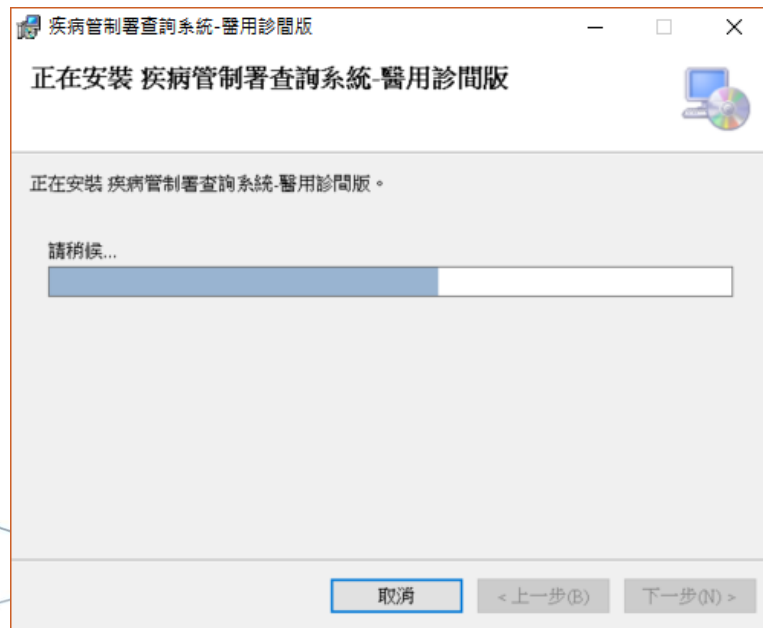 疾病管制署查詢系統-醫用診間版
正在安裝 疾病管制署查詢系統-醫用診間版
正在安裝 疾病管制署查詢系統-醫用診間版。
請稍候...
取消
<上一步(B)
下一步(N) >